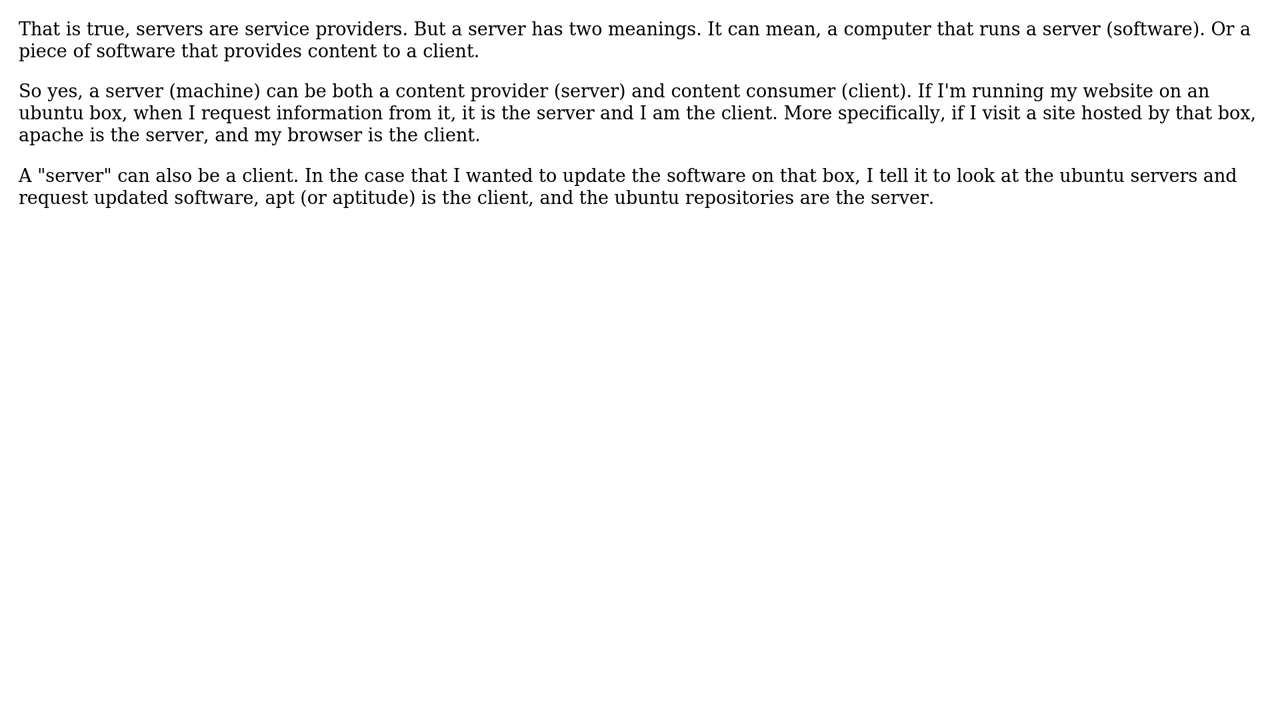 That is true, servers are service providers. But a server has two meanings. It can mean, a computer that runs a server (software). Or a
piece of software that provides content to a client.
So yes, a server (machine) can be both a content provider (server) and content consumer (client). If I'm running my website on an
ubuntu box, when I request information from it, it is the server and I am the client. More specifically, if I visit a site hosted by that box,
apache is the server, and my browser is the client.
A "server" can also be a client. In the case that I wanted to update the software on that box, I tell it to look at the ubuntu servers and
request updated software, apt (or aptitude) is the client, and the ubuntu repositories are the server.